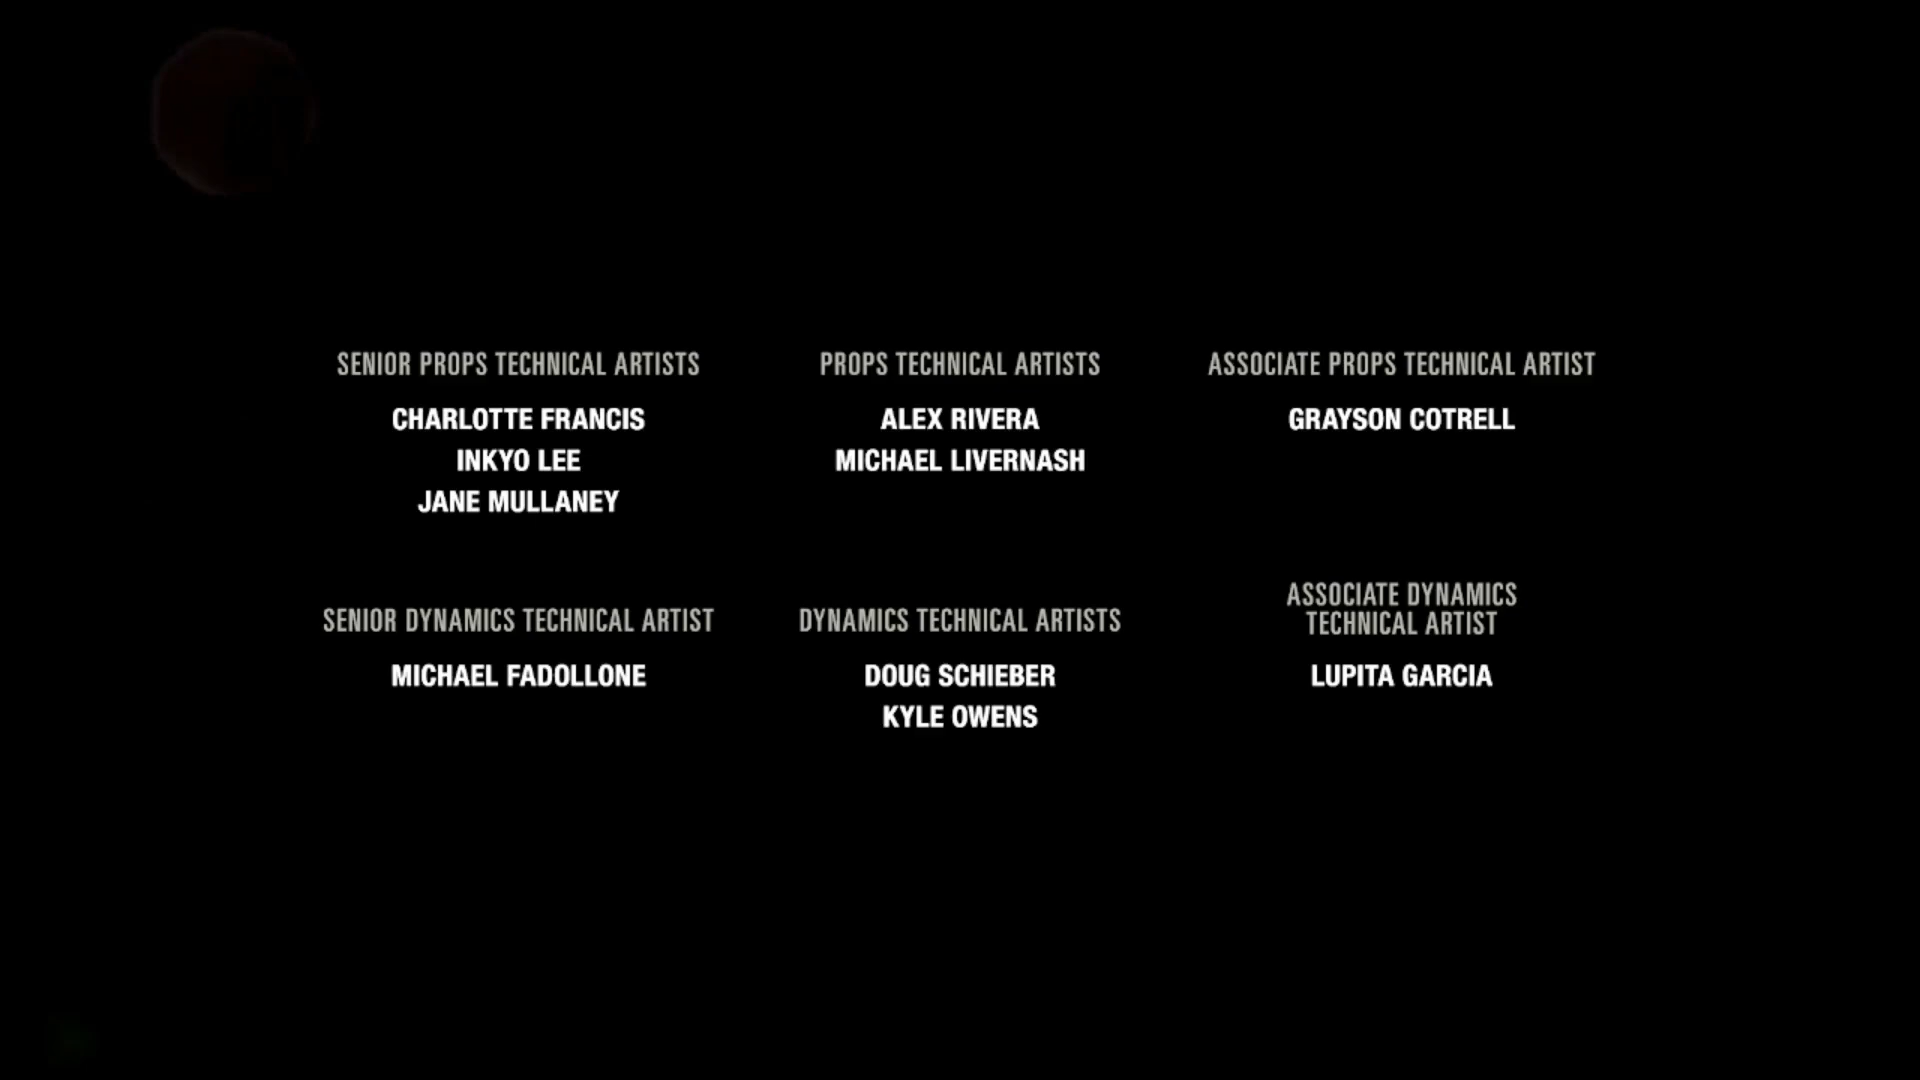 SENIOR PROPS TECHNICAL ARTISTS
CHARLOTTE FRANCIS
INKYO LEE
JANE MULLANEY
PROPS TECHNICAL ARTISTS
ALEX RIVERA
MICHAEL LIVERNASH
ASSOCIATE PROPS TECHNICAL ARTIST
GRAYSON COTRELL
SENIOR DYNAMICS TECHNICAL ARTIST
MICHAEL FADOLLONE
DYNAMICS TECHNICAL ARTISTS
DOUG SCHIEBER
KYLE OWENS
ASSOCIATE DYNAMICS
TECHNICAL ARTIST
LUPITA GARCIA